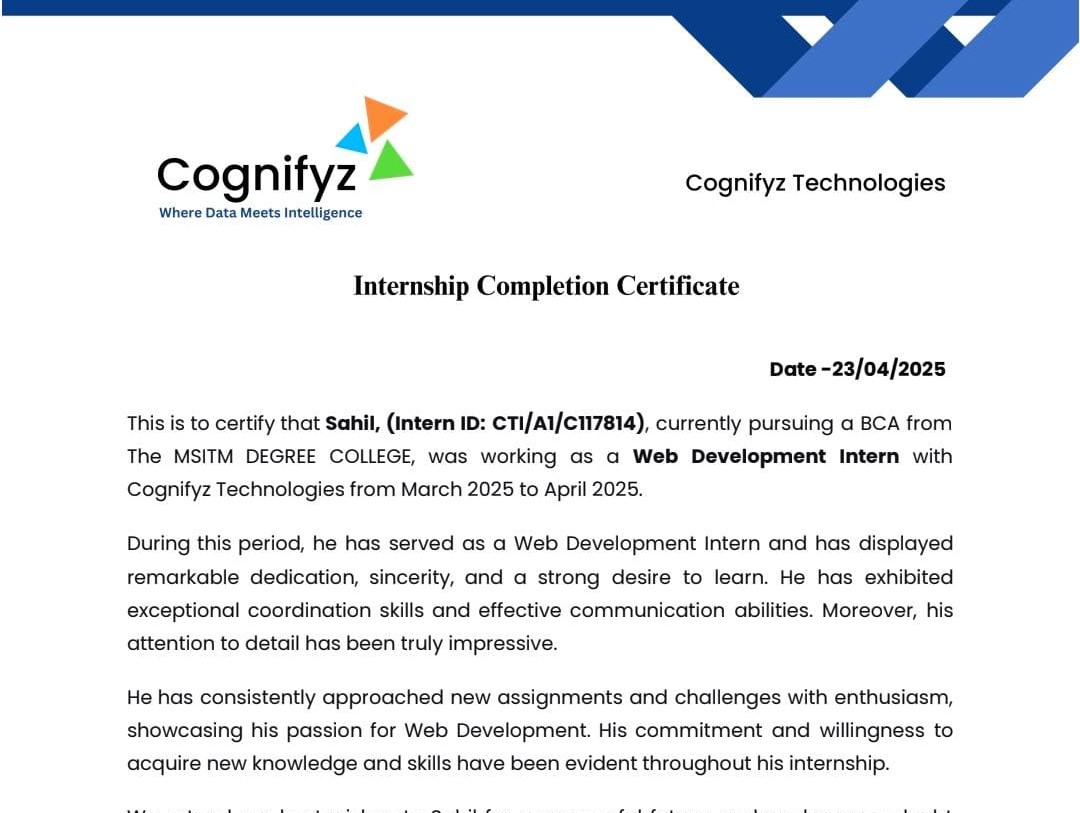 Cognifyz
Where Data Meets Intelligence
Cognifyz Technologies
Internship Completion Certificate
Date -23/04/2025
This is to certify that Sahil, (Intern ID: CTI/A1/C117814), currently pursuing a BCA from
The MSITM DEGREE COLLEGE, was working as a Web Development Intern with
Cognifyz Technologies from March 2025 to April 2025.
During this period, he has served as a Web Development Intern and has displayed
remarkable dedication, sincerity, and a strong desire to learn. He has exhibited
exceptional coordination skills and effective communication abilities. Moreover, his
attention to detail has been truly impressive.
He has consistently approached new assignments and challenges with enthusiasm,
showcasing his passion for Web Development. His commitment and willingness to
acquire new knowledge and skills have been evident throughout his internship.